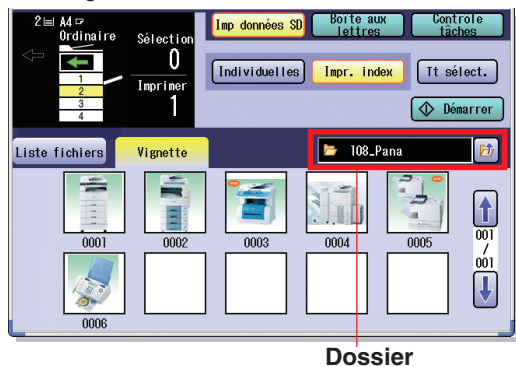 2 A4
Ordinaire
Sélection
0
Imprimer
1
1
2
3
4
Imp données SD
Boîte aux
lettres
Contrôle
tâches
Individuelles
Impr. index
Tt sélect.
Démarrer
Liste fichiers
Vignette
108_Pana
0001
0002
0003
0004
0005
001
/
001
0006
Dossier